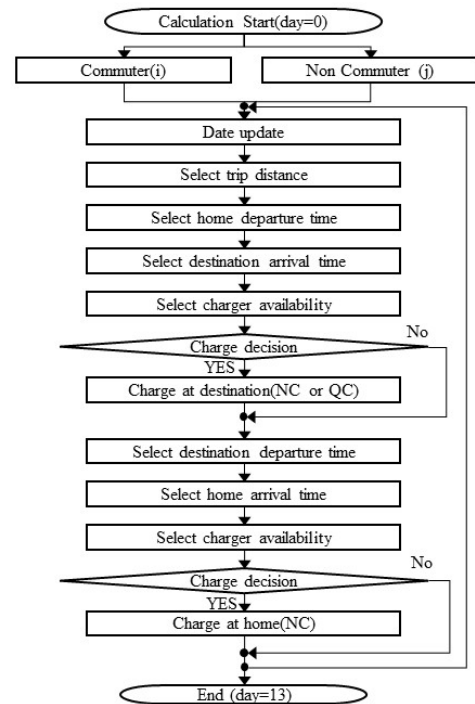 Calculation Start(day=0)
Commuter(i)
Non Commuter (j)
Date update
Select trip distance
Select home departure time
Select destination arrival time
Select charger availability
Charge decision
No
YES
Charge at destination(NC or QC)
Select destination departure time
Select home arrival time
Select charger availability
No
Charge decision
YES
Charge at home(NC)
End (day=13)